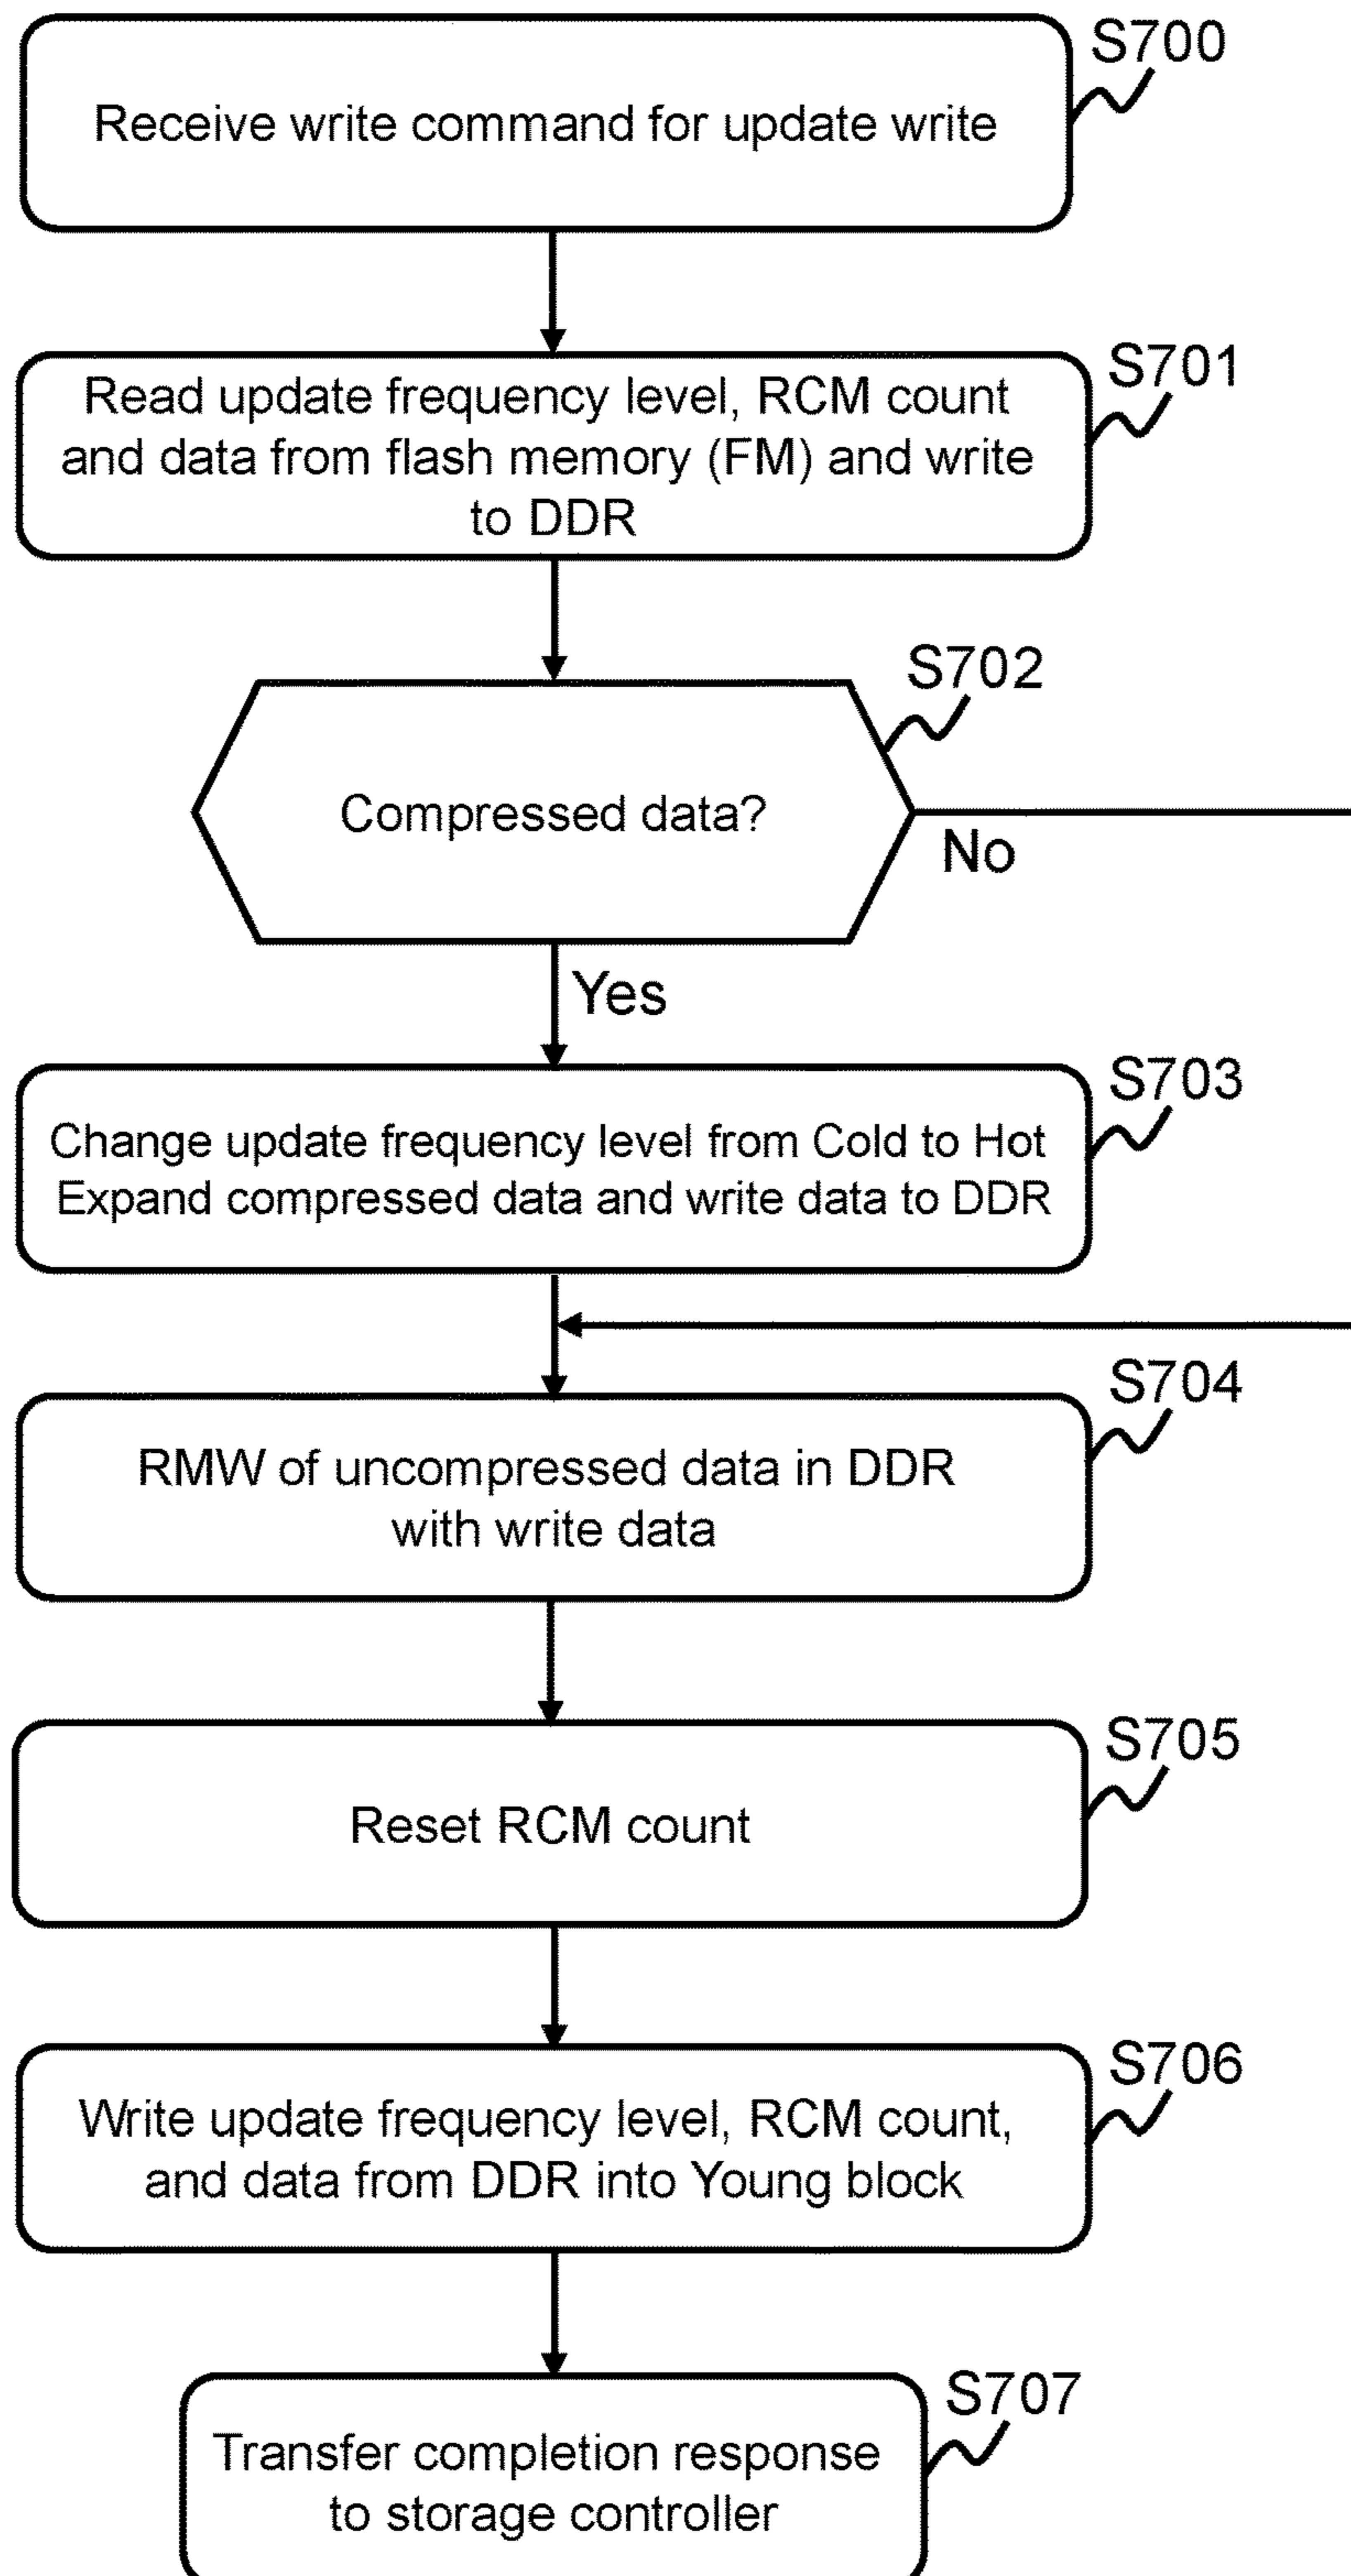 S700
Receive write command for update write
S701
Read update frequency level, RCM count
and data from flash memory (FM) and write
to DDR
S702
Compressed data?
No
Yes
S703
Change update frequency level from Cold to Hot
Expand compressed data and write data to DDR
S704
RMW of uncompressed data in DDR
with write data
S705
Reset RCM count
S706
Write update frequency level, RCM count,
and data from DDR into Young block
S707
Transfer completion response
to storage controller